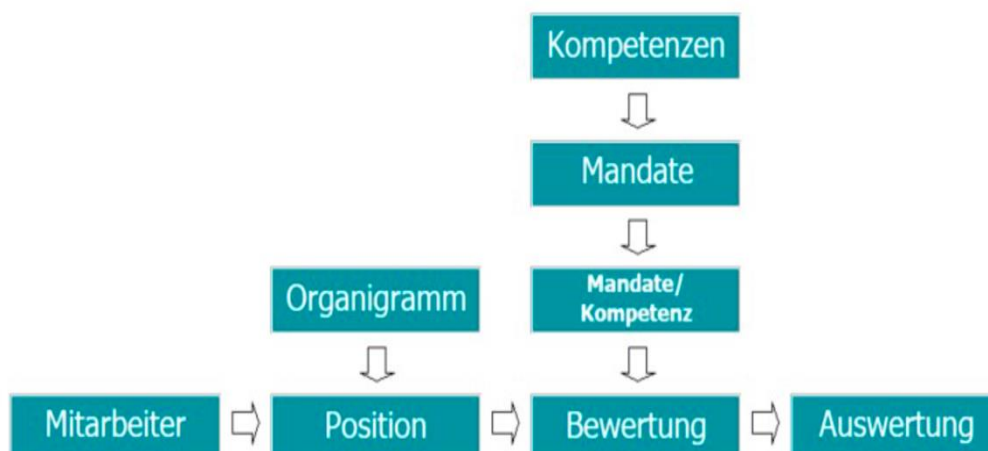 Kompetenzen
Mandate
Organigramm
Mandate/
Kompetenz
Mitarbeiter
Position
Bewertung
Auswertung